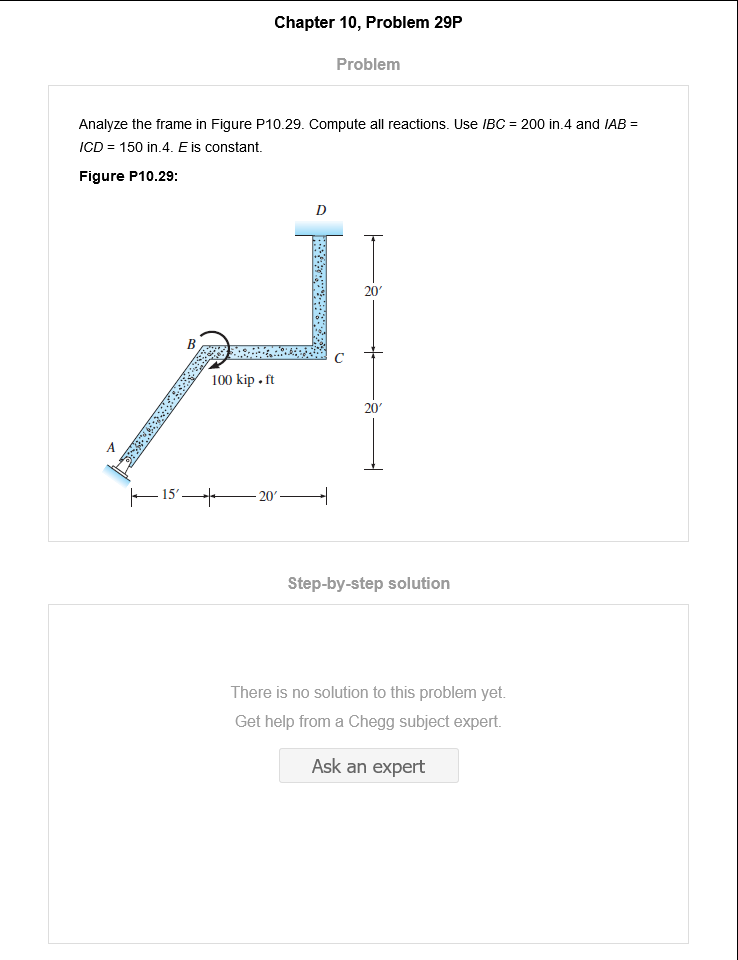 Chapter 10, Problem 29P
Problem
Analyze the frame in Figure P10.29. Compute all reactions. Use IBC = 200 in.4 and IAB =
ICD = 150 in.4. E is constant.
Figure P10.29:
D
20′
B
C
100 kip • ft
20′
A
15′
20′
Step-by-step solution
There is no solution to this problem yet.
Get help from a Chegg subject expert.
Ask an expert